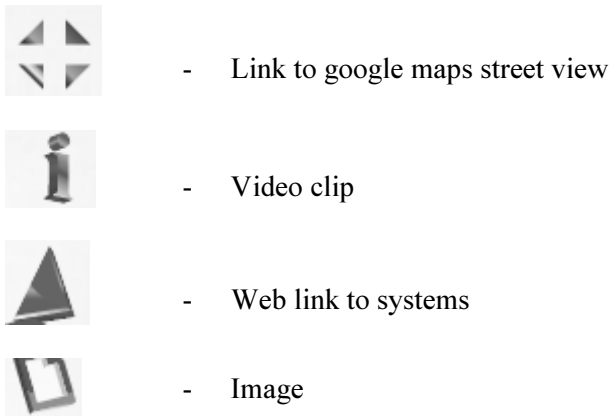 - Link to google maps street view
- Video clip
- Web link to systems
- Image